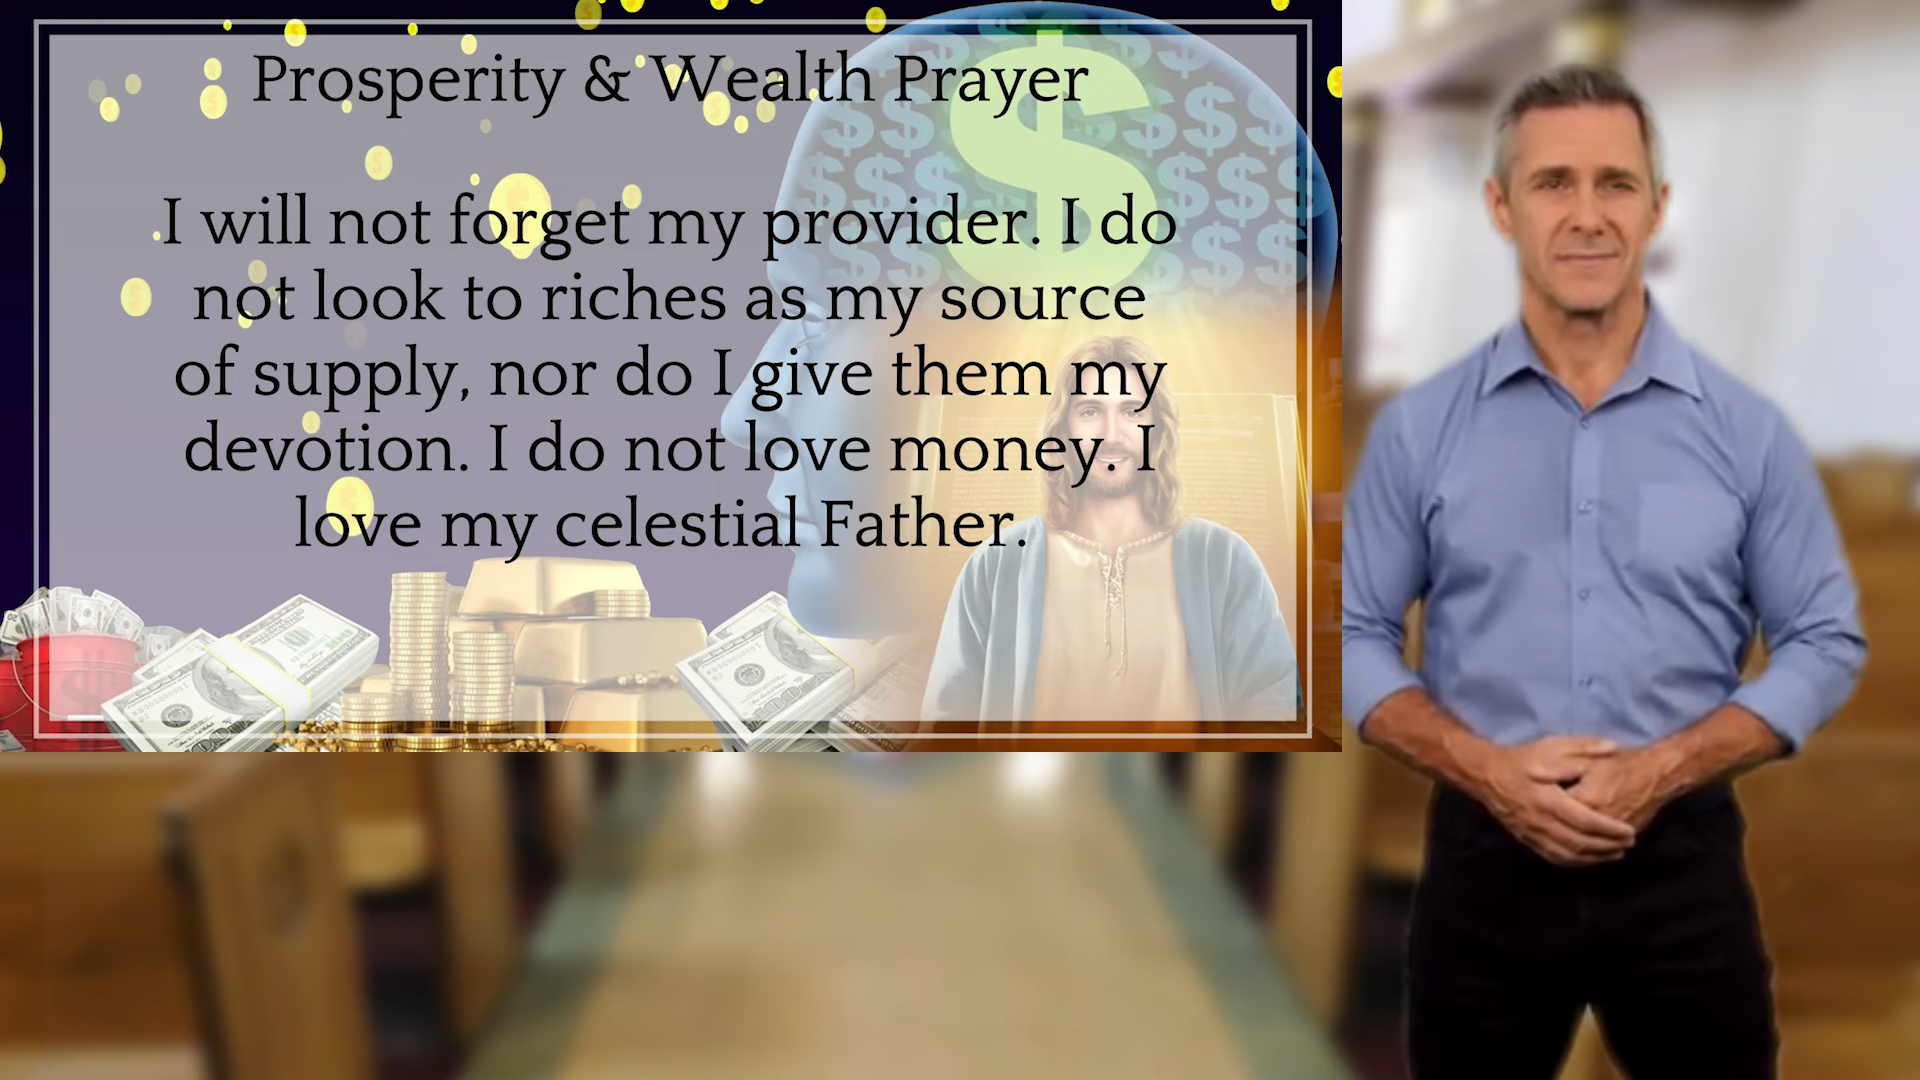 Prosperity & Wealth Prayer
I will not forget my provider. I do
not look to riches as my source
of supply, nor do I give them my
devotion. I do not love money. I
love my celestial Father.